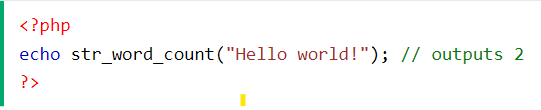 <?php
echo str_word_count("Hello world!"); // outputs 2
?>